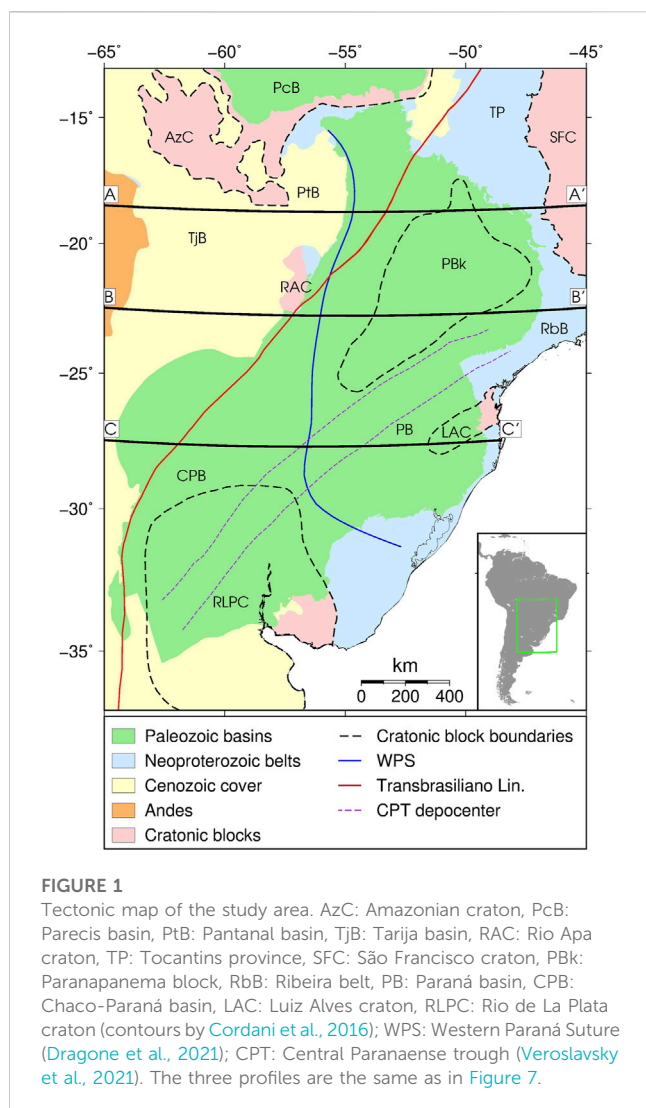 −65˚ −60˚ −55˚ −50˚ −45˚
PcB
−15˚
TP
AzC
SFC
PtB
A A'
TjB
−20˚
PBk
RAC
B B'
RbB
−25˚
PB
LAC
C C'
CPB
−30˚
RLPC
−35˚
km
0 200 400
Paleozoic basins
Neoproterozoic belts
Cenozoic cover
Andes
Cratonic blocks
Cratonic block boundaries
WPS
Transbrasiliano Lin.
CPT depocenter
FIGURE 1
Tectonic map of the study area. AzC: Amazonian craton, PcB:
Parecis basin, PtB: Pantanal basin, TjB: Tarija basin, RAC: Rio Apa
craton, TP: Tocantins province, SFC: São Francisco craton, PBk:
Paranapanema block, RbB: Ribeira belt, PB: Paraná basin, CPB:
Chaco-Paraná basin, LAC: Luiz Alves craton, RLPC: Rio de La Plata
craton (contours by Cordani et al., 2016); WPS: Western Paraná Suture
(Dragone et al., 2021); CPT: Central Paranaense trough (Veroslavsky
et al., 2021). The three profiles are the same as in Figure 7.